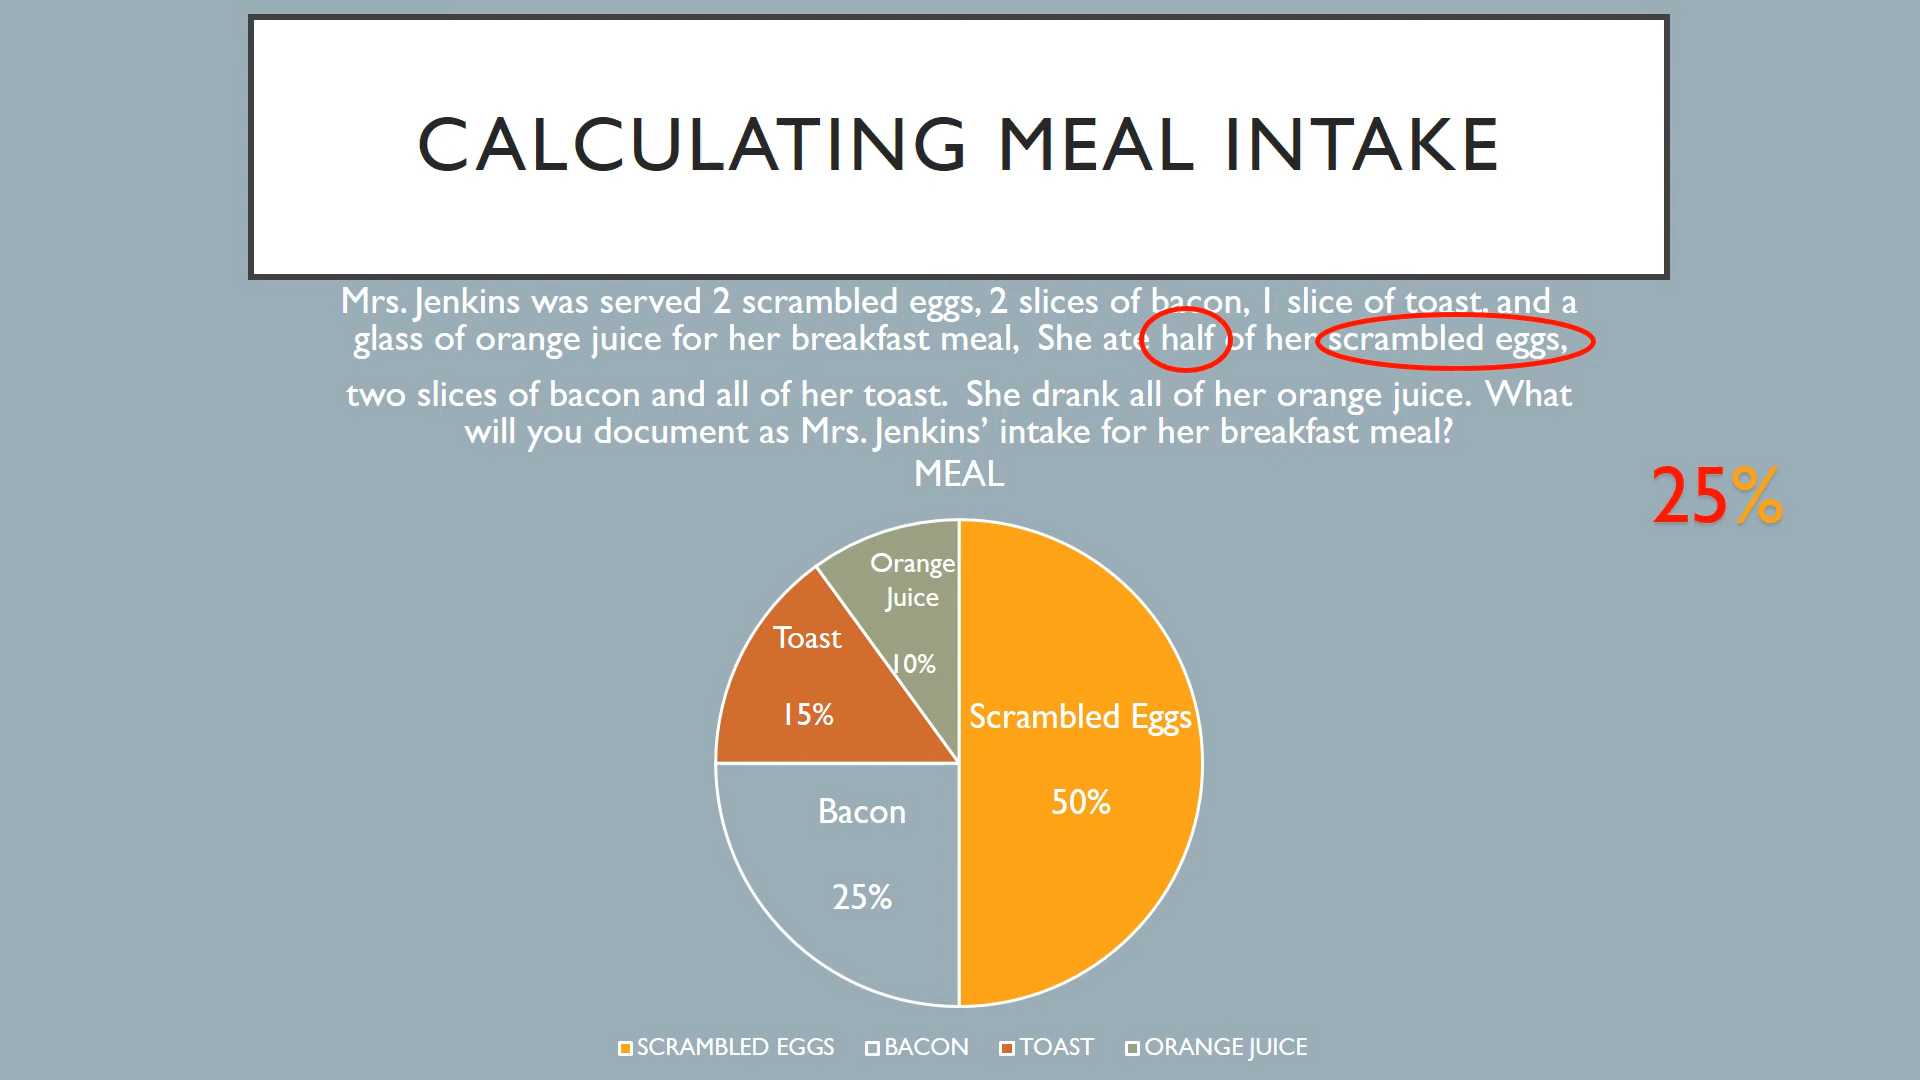 CALCULATING MEAL INTAKE
Mrs. Jenkins was served 2 scrambled eggs, 2 slices of bacon, 1 slice of toast, and a
glass of orange juice for her breakfast meal, She ate half of her scrambled eggs,
two slices of bacon and all of her toast. She drank all of her orange juice. What
will you document as Mrs. Jenkins’ intake for her breakfast meal?
MEAL
25%
Orange
Juice
10%
Toast
15%
Scrambled Eggs
50%
Bacon
25%
SCRAMBLED EGGS BACON TOAST ORANGE JUICE